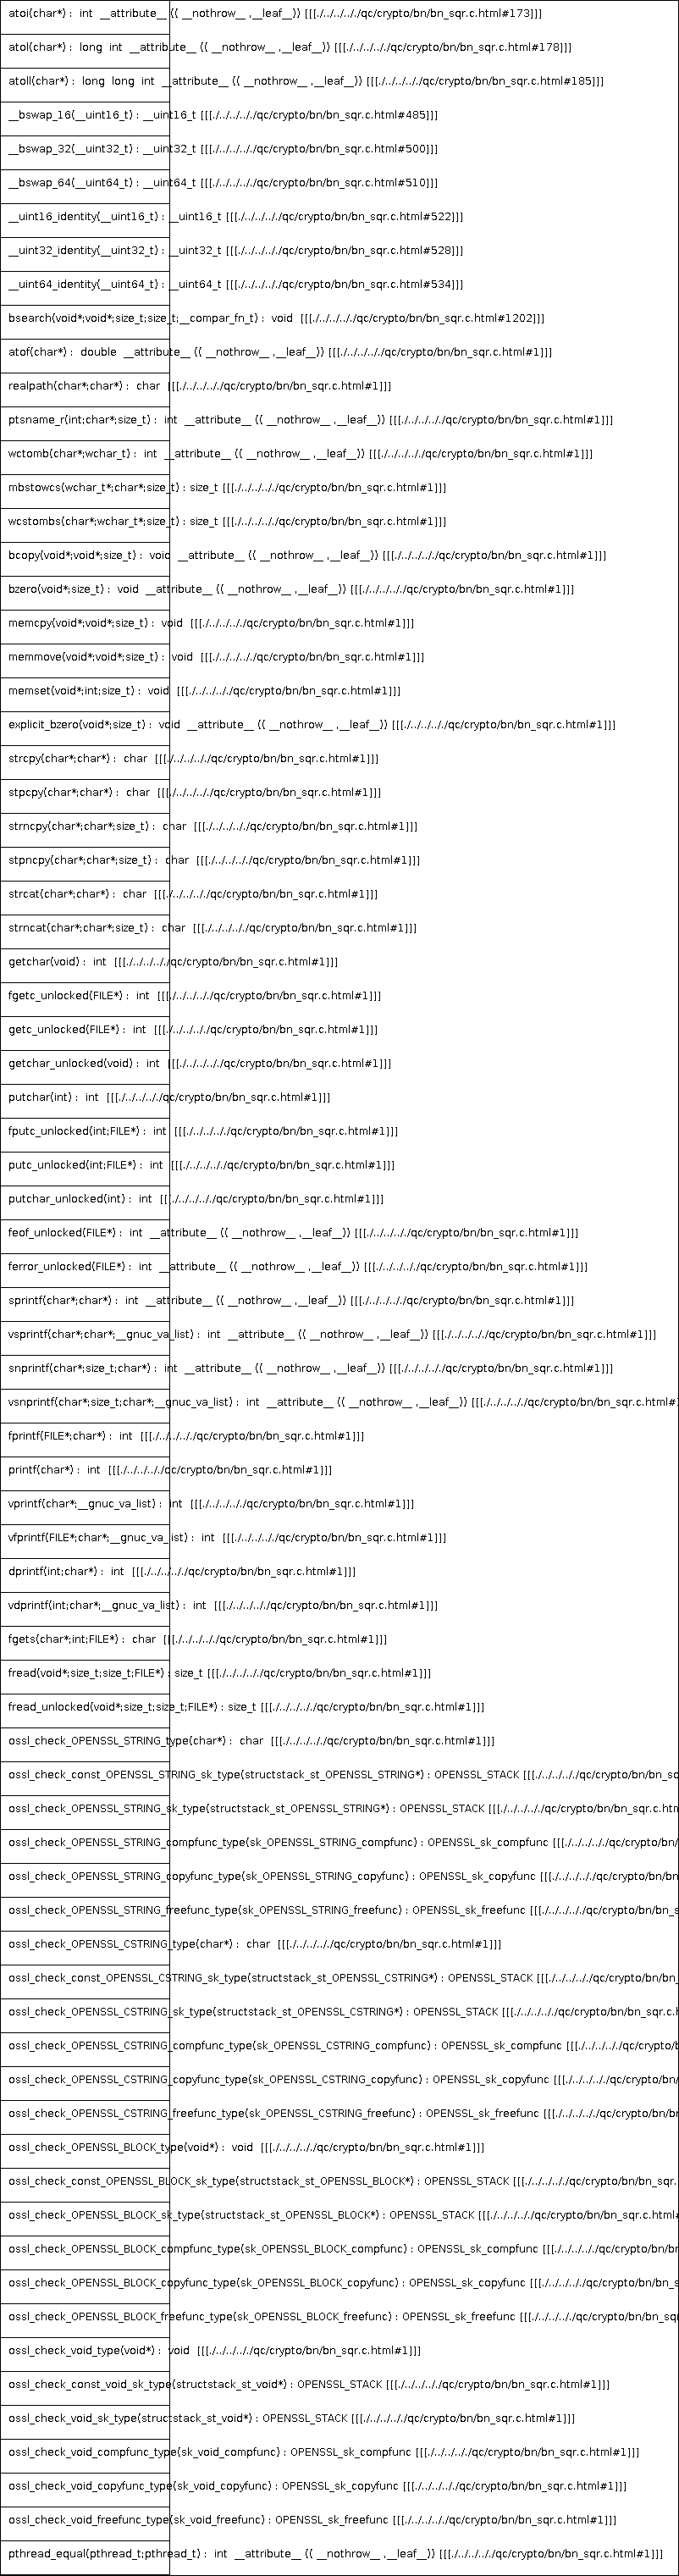 atoi(char*) : int __attribute__ (( __nothrow__ ,__leaf__)) [[[./../../../../qc/crypto/bn/bn_sqr.c.html#173]]]
atol(char*) : long int __attribute__ (( __nothrow__ ,__leaf__)) [[[./../../../../qc/crypto/bn/bn_sqr.c.html#178]]]
atoll(char*) : long long int __attribute__ (( __nothrow__ ,__leaf__)) [[[./../../../../qc/crypto/bn/bn_sqr.c.html#185]]]
__bswap_16(__uint16_t) : __uint16_t [[[./../../../../qc/crypto/bn/bn_sqr.c.html#485]]]
__bswap_32(__uint32_t) : __uint32_t [[[./../../../../qc/crypto/bn/bn_sqr.c.html#500]]]
__bswap_64(__uint64_t) : __uint64_t [[[./../../../../qc/crypto/bn/bn_sqr.c.html#510]]]
__uint16_identity(__uint16_t) : __uint16_t [[[./../../../../qc/crypto/bn/bn_sqr.c.html#522]]]
__uint32_identity(__uint32_t) : __uint32_t [[[./../../../../qc/crypto/bn/bn_sqr.c.html#528]]]
__uint64_identity(__uint64_t) : __uint64_t [[[./../../../../qc/crypto/bn/bn_sqr.c.html#534]]]
bsearch(void*;void*;size_t;size_t;__compar_fn_t) : void [[[./../../../../qc/crypto/bn/bn_sqr.c.html#1202]]]
atof(char*) : double __attribute__ (( __nothrow__ ,__leaf__)) [[[./../../../../qc/crypto/bn/bn_sqr.c.html#1]]]
realpath(char*;char*) : char [[[./../../../../qc/crypto/bn/bn_sqr.c.html#1]]]
ptsname_r(int;char*;size_t) : int __attribute__ (( __nothrow__ ,__leaf__)) [[[./../../../../qc/crypto/bn/bn_sqr.c.html#1]]]
wctomb(char*;wchar_t) : int __attribute__ (( __nothrow__ ,__leaf__)) [[[./../../../../qc/crypto/bn/bn_sqr.c.html#1]]]
mbstowcs(wchar_t*;char*;size_t) : size_t [[[./../../../../qc/crypto/bn/bn_sqr.c.html#1]]]
wcstombs(char*;wchar_t*;size_t) : size_t [[[./../../../../qc/crypto/bn/bn_sqr.c.html#1]]]
bcopy(void*;void*;size_t) : void __attribute__ (( __nothrow__ ,__leaf__)) [[[./../../../../qc/crypto/bn/bn_sqr.c.html#1]]]
bzero(void*;size_t) : void __attribute__ (( __nothrow__ ,__leaf__)) [[[./../../../../qc/crypto/bn/bn_sqr.c.html#1]]]
memcpy(void*;void*;size_t) : void [[[./../../../../qc/crypto/bn/bn_sqr.c.html#1]]]
memmove(void*;void*;size_t) : void [[[./../../../../qc/crypto/bn/bn_sqr.c.html#1]]]
memset(void*;int;size_t) : void [[[./../../../../qc/crypto/bn/bn_sqr.c.html#1]]]
explicit_bzero(void*;size_t) : void __attribute__ (( __nothrow__ ,__leaf__)) [[[./../../../../qc/crypto/bn/bn_sqr.c.html#1]]]
strcpy(char*;char*) : char [[[./../../../../qc/crypto/bn/bn_sqr.c.html#1]]]
stpcpy(char*;char*) : char [[[./../../../../qc/crypto/bn/bn_sqr.c.html#1]]]
strncpy(char*;char*;size_t) : char [[[./../../../../qc/crypto/bn/bn_sqr.c.html#1]]]
stpncpy(char*;char*;size_t) : char [[[./../../../../qc/crypto/bn/bn_sqr.c.html#1]]]
strcat(char*;char*) : char [[[./../../../../qc/crypto/bn/bn_sqr.c.html#1]]]
strncat(char*;char*;size_t) : char [[[./../../../../qc/crypto/bn/bn_sqr.c.html#1]]]
getchar(void) : int [[[./../../../../qc/crypto/bn/bn_sqr.c.html#1]]]
fgetc_unlocked(FILE*) : int [[[./../../../../qc/crypto/bn/bn_sqr.c.html#1]]]
getc_unlocked(FILE*) : int [[[./../../../../qc/crypto/bn/bn_sqr.c.html#1]]]
getchar_unlocked(void) : int [[[./../../../../qc/crypto/bn/bn_sqr.c.html#1]]]
putchar(int) : int [[[./../../../../qc/crypto/bn/bn_sqr.c.html#1]]]
fputc_unlocked(int;FILE*) : int [[[./../../../../qc/crypto/bn/bn_sqr.c.html#1]]]
putc_unlocked(int;FILE*) : int [[[./../../../../qc/crypto/bn/bn_sqr.c.html#1]]]
putchar_unlocked(int) : int [[[./../../../../qc/crypto/bn/bn_sqr.c.html#1]]]
feof_unlocked(FILE*) : int __attribute__ (( __nothrow__ ,__leaf__)) [[[./../../../../qc/crypto/bn/bn_sqr.c.html#1]]]
ferror_unlocked(FILE*) : int __attribute__ (( __nothrow__ ,__leaf__)) [[[./../../../../qc/crypto/bn/bn_sqr.c.html#1]]]
sprintf(char*;char*) : int __attribute__ (( __nothrow__ ,__leaf__)) [[[./../../../../qc/crypto/bn/bn_sqr.c.html#1]]]
vsprintf(char*;char*;__gnuc_va_list) : int __attribute__ (( __nothrow__ ,__leaf__)) [[[./../../../../qc/crypto/bn/bn_sqr.c.html#1]]]
snprintf(char*;size_t;char*) : int __attribute__ (( __nothrow__ ,__leaf__)) [[[./../../../../qc/crypto/bn/bn_sqr.c.html#1]]]
vsnprintf(char*;size_t;char*;__gnuc_va_list) : int __attribute__ (( __nothrow__ ,__leaf__)) [[[./../../../../qc/crypto/bn/bn_sqr.c.html#1
fprintf(FILE*;char*) : int [[[./../../../../qc/crypto/bn/bn_sqr.c.html#1]]]
printf(char*) : int [[[./../../../../qc/crypto/bn/bn_sqr.c.html#1]]]
vprintf(char*;__gnuc_va_list) : int [[[./../../../../qc/crypto/bn/bn_sqr.c.html#1]]]
vfprintf(FILE*;char*;__gnuc_va_list) : int [[[./../../../../qc/crypto/bn/bn_sqr.c.html#1]]]
dprintf(int;char*) : int [[[./../../../../qc/crypto/bn/bn_sqr.c.html#1]]]
vdprintf(int;char*;__gnuc_va_list) : int [[[./../../../../qc/crypto/bn/bn_sqr.c.html#1]]]
fgets(char*;int;FILE*) : char [[[./../../../../qc/crypto/bn/bn_sqr.c.html#1]]]
fread(void*;size_t;size_t;FILE*) : size_t [[[./../../../../qc/crypto/bn/bn_sqr.c.html#1]]]
fread_unlocked(void*;size_t;size_t;FILE*) : size_t [[[./../../../../qc/crypto/bn/bn_sqr.c.html#1]]]
ossl_check_OPENSSL_STRING_type(char*) : char [[[./../../../../qc/crypto/bn/bn_sqr.c.html#1]]]
ossl_check_const_OPENSSL_STRING_sk_type(structstack_st_OPENSSL_STRING*) : OPENSSL_STACK [[[./../../../../qc/crypto/bn/bn_sq
ossl_check_OPENSSL_STRING_sk_type(structstack_st_OPENSSL_STRING*) : OPENSSL_STACK [[[./../../../../qc/crypto/bn/bn_sqr.c.htm
ossl_check_OPENSSL_STRING_compfunc_type(sk_OPENSSL_STRING_compfunc) : OPENSSL_sk_compfunc [[[./../../../../qc/crypto/bn/
ossl_check_OPENSSL_STRING_copyfunc_type(sk_OPENSSL_STRING_copyfunc) : OPENSSL_sk_copyfunc [[[./../../../../qc/crypto/bn/bn
ossl_check_OPENSSL_STRING_freefunc_type(sk_OPENSSL_STRING_freefunc) : OPENSSL_sk_freefunc [[[./../../../../qc/crypto/bn/bn_s
ossl_check_OPENSSL_CSTRING_type(char*) : char [[[./../../../../qc/crypto/bn/bn_sqr.c.html#1]]]
ossl_check_const_OPENSSL_CSTRING_sk_type(structstack_st_OPENSSL_CSTRING*) : OPENSSL_STACK [[[./../../../../qc/crypto/bn/bn_
ossl_check_OPENSSL_CSTRING_sk_type(structstack_st_OPENSSL_CSTRING*) : OPENSSL_STACK [[[./../../../../qc/crypto/bn/bn_sqr.c.h
ossl_check_OPENSSL_CSTRING_compfunc_type(sk_OPENSSL_CSTRING_compfunc) : OPENSSL_sk_compfunc [[[./../../../../qc/crypto/b
ossl_check_OPENSSL_CSTRING_copyfunc_type(sk_OPENSSL_CSTRING_copyfunc) : OPENSSL_sk_copyfunc [[[./../../../../qc/crypto/bn/
ossl_check_OPENSSL_CSTRING_freefunc_type(sk_OPENSSL_CSTRING_freefunc) : OPENSSL_sk_freefunc [[[./../../../../qc/crypto/bn/bn
ossl_check_OPENSSL_BLOCK_type(void*) : void [[[./../../../../qc/crypto/bn/bn_sqr.c.html#1]]]
ossl_check_const_OPENSSL_BLOCK_sk_type(structstack_st_OPENSSL_BLOCK*) : OPENSSL_STACK [[[./../../../../qc/crypto/bn/bn_sqr.
ossl_check_OPENSSL_BLOCK_sk_type(structstack_st_OPENSSL_BLOCK*) : OPENSSL_STACK [[[./../../../../qc/crypto/bn/bn_sqr.c.html#
ossl_check_OPENSSL_BLOCK_compfunc_type(sk_OPENSSL_BLOCK_compfunc) : OPENSSL_sk_compfunc [[[./../../../../qc/crypto/bn/bn
ossl_check_OPENSSL_BLOCK_copyfunc_type(sk_OPENSSL_BLOCK_copyfunc) : OPENSSL_sk_copyfunc [[[./../../../../qc/crypto/bn/bn_s
ossl_check_OPENSSL_BLOCK_freefunc_type(sk_OPENSSL_BLOCK_freefunc) : OPENSSL_sk_freefunc [[[./../../../../qc/crypto/bn/bn_sq
ossl_check_void_type(void*) : void [[[./../../../../qc/crypto/bn/bn_sqr.c.html#1]]]
ossl_check_const_void_sk_type(structstack_st_void*) : OPENSSL_STACK [[[./../../../../qc/crypto/bn/bn_sqr.c.html#1]]]
ossl_check_void_sk_type(structstack_st_void*) : OPENSSL_STACK [[[./../../../../qc/crypto/bn/bn_sqr.c.html#1]]]
ossl_check_void_compfunc_type(sk_void_compfunc) : OPENSSL_sk_compfunc [[[./../../../../qc/crypto/bn/bn_sqr.c.html#1]]]
ossl_check_void_copyfunc_type(sk_void_copyfunc) : OPENSSL_sk_copyfunc [[[./../../../../qc/crypto/bn/bn_sqr.c.html#1]]]
ossl_check_void_freefunc_type(sk_void_freefunc) : OPENSSL_sk_freefunc [[[./../../../../qc/crypto/bn/bn_sqr.c.html#1]]]
pthread_equal(pthread_t;pthread_t) : int __attribute__ (( __nothrow__ ,__leaf__)) [[[./../../../../qc/crypto/bn/bn_sqr.c.html#1]]]